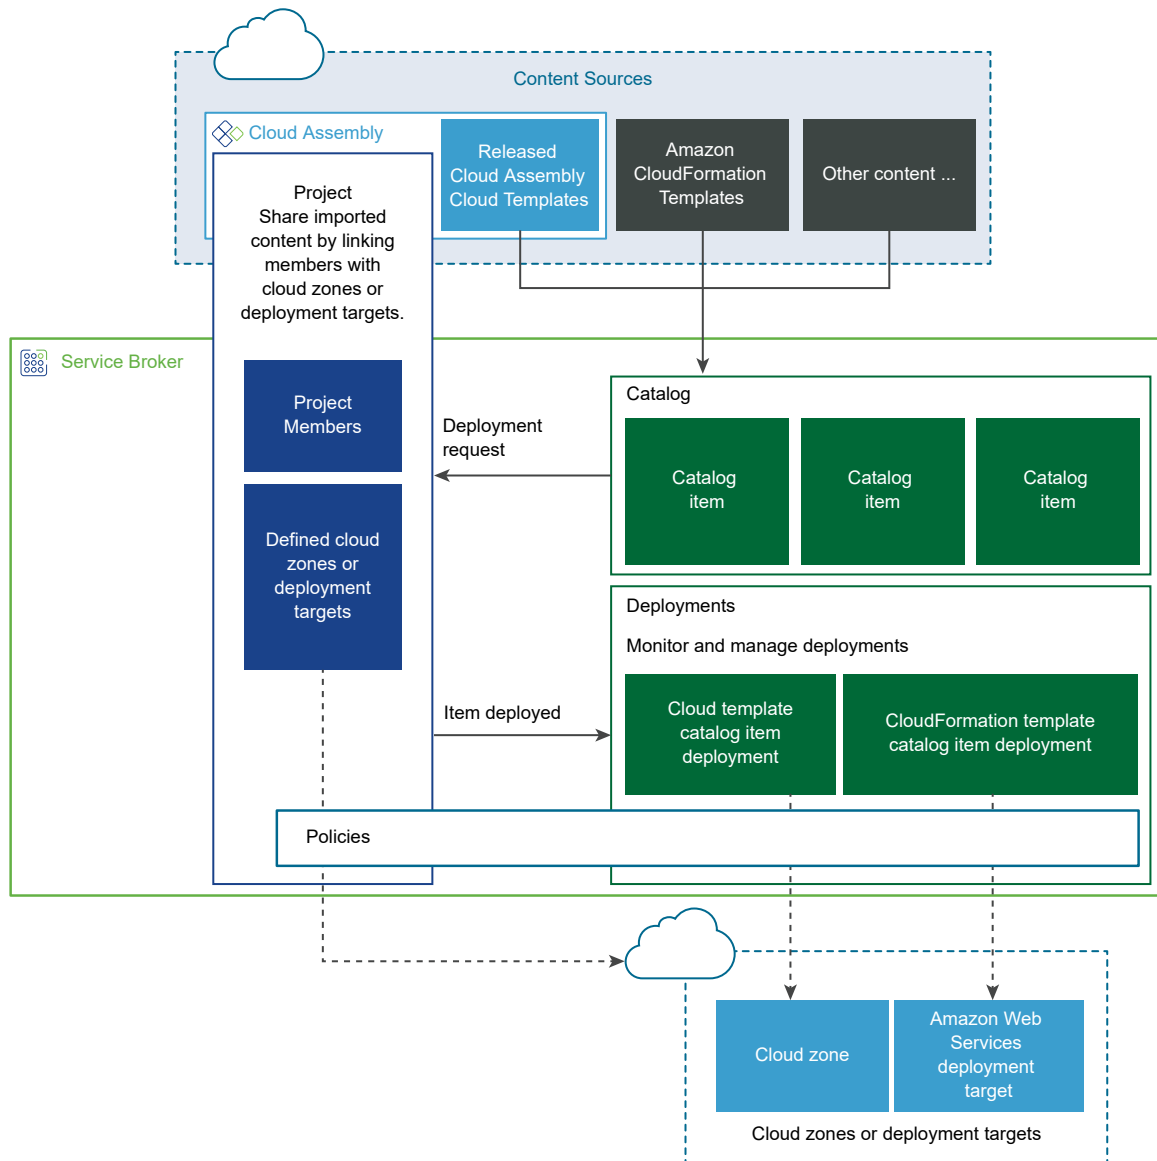 Content Sources
Cloud Assembly
Project
Share imported
content by linking
members with
cloud zones or
deployment targets.
Released
Cloud Assembly
Cloud Templates
Amazon
CloudFormation
Templates
Other content ...
Service Broker
Project
Members
Defined cloud
zones or
deployment
targets
Deployment
request
Catalog
Catalog
item
Catalog
item
Catalog
item
Deployments
Monitor and manage deployments
Item deployed
Cloud template
catalog item
deployment
CloudFormation template
catalog item deployment
Policies
Cloud zone
Amazon Web
Services
deployment
target
Cloud zones or deployment targets